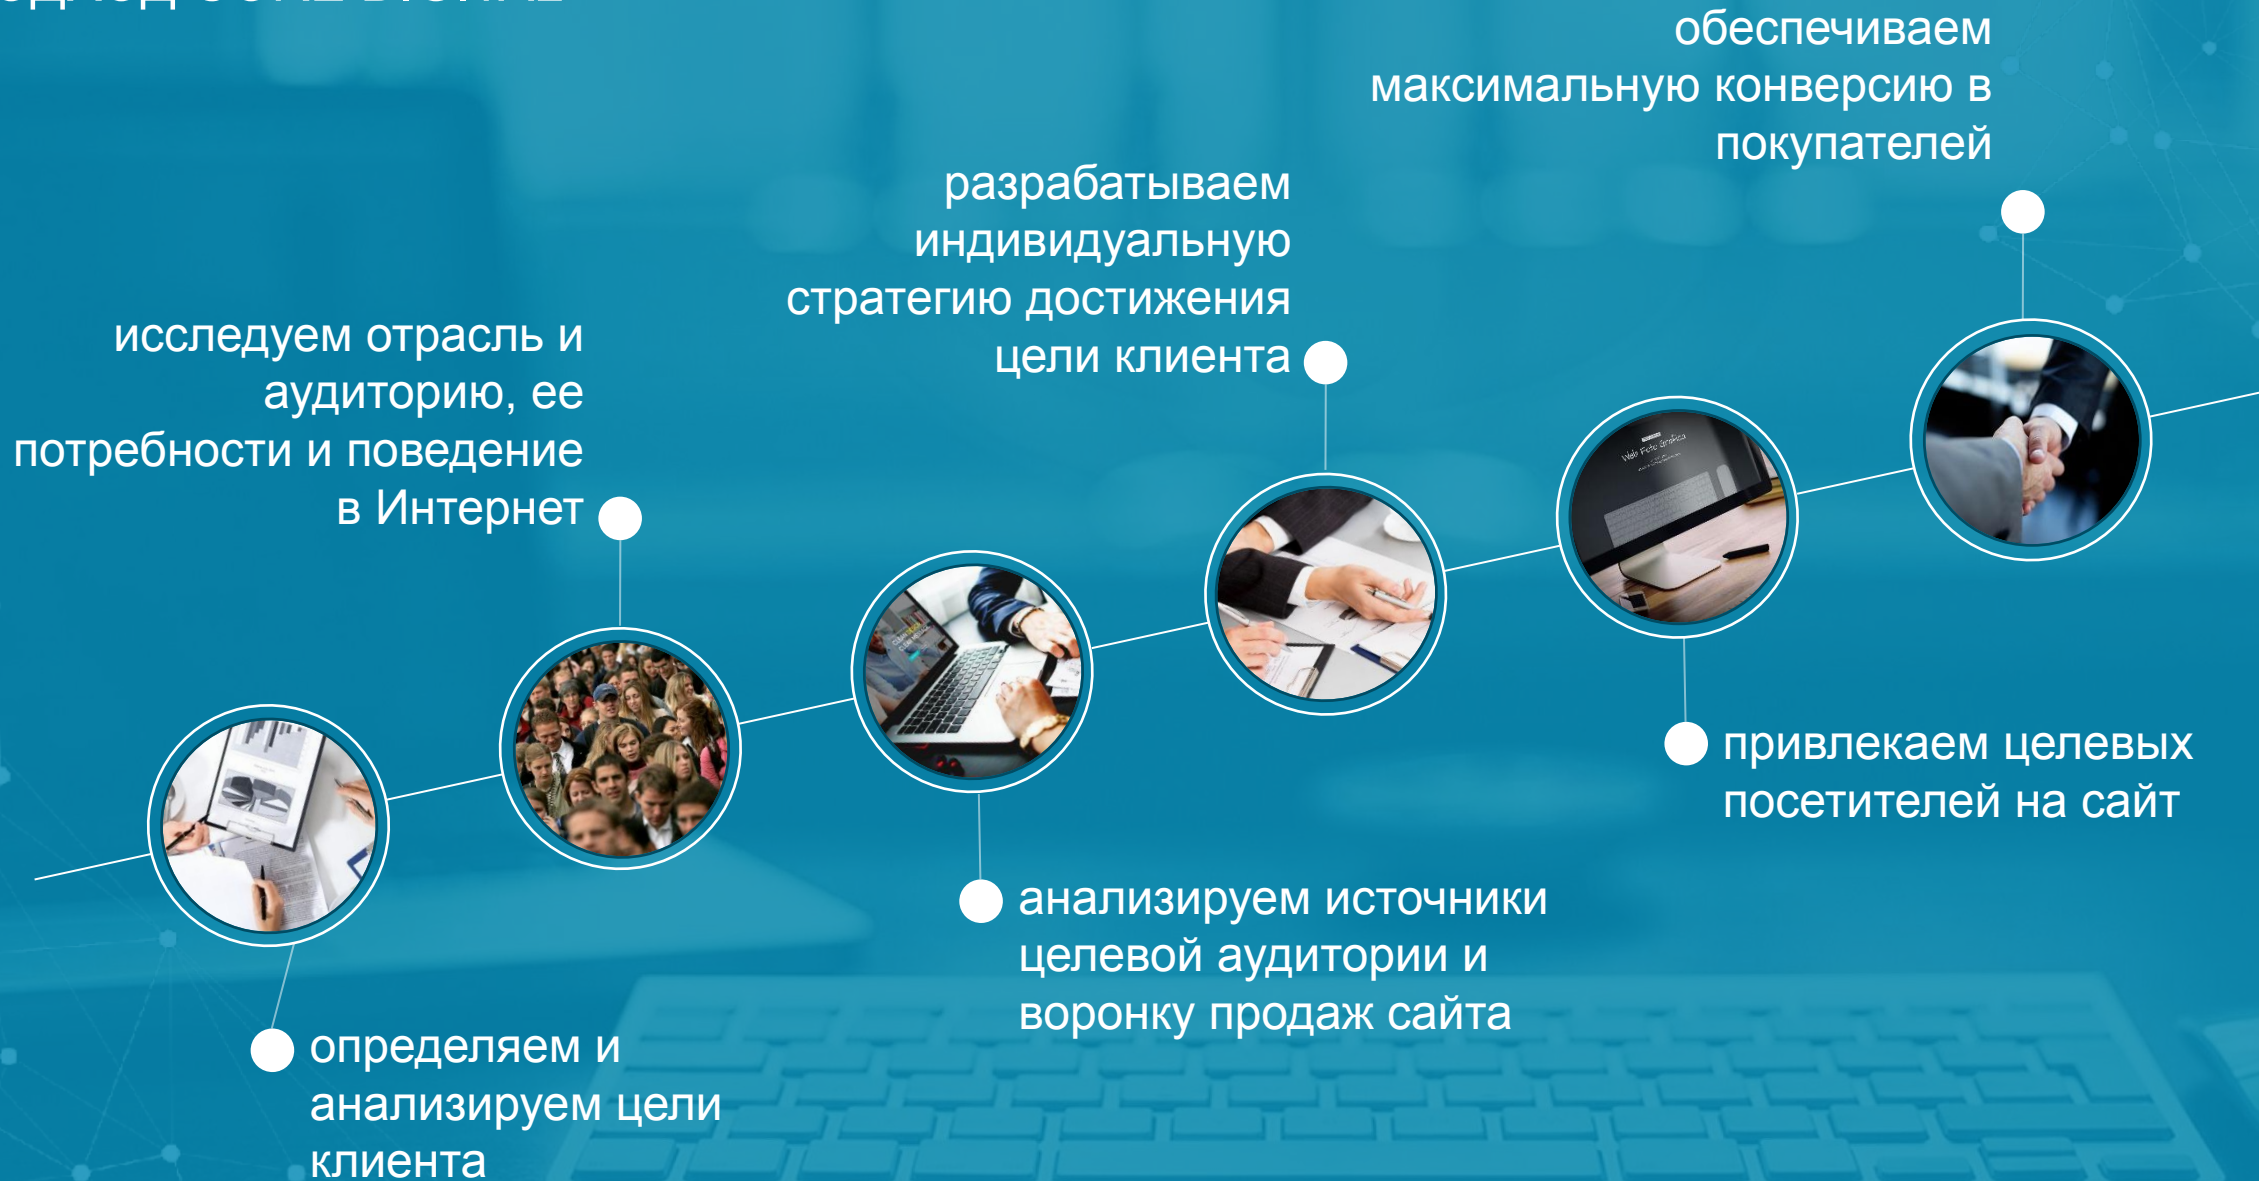 обеспечиваем
максимальную конверсию в
покупателей
разрабатываем
индивидуальную
стратегию достижения
цели клиента
исследуем отрасль и
аудиторию, ее
потребности и поведение
в Интернет
привлекаем целевых
посетителей на сайт
анализируем источники
целевой аудитории и
воронку продаж сайта
определяем и
анализируем цели
клиента